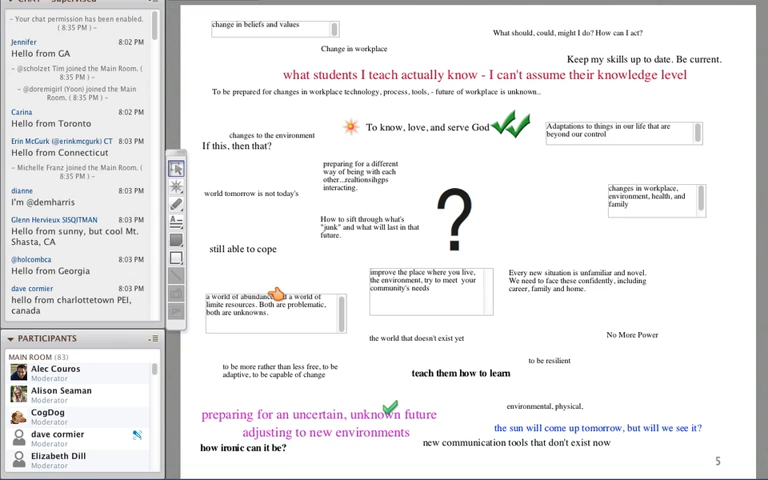 CHAT - Supervised
– Your chat permission has been enabled.
( 8:35 PM ) –
Jennifer 8:02 PM
Hello from GA
– @scholzet Tim joined the Main Room. (
8:35 PM ) –
– @doremigirl (Yoon) joined the Main
Room. ( 8:35 PM ) –
Carina 8:02 PM
Hello from Toronto
Erin McGurk (@erinkmcgurk) CT 8:03 PM
Hello from Connecticut
– Michelle Franz joined the Main Room. (
8:35 PM ) –
dianne 8:03 PM
I'm @demharris
Glenn Hervieux SISQITMAN 8:03 PM
Hello from sunny, but cool Mt.
Shasta, CA
@holcombca 8:03 PM
Hello from Georgia
dave cormier 8:03 PM
hello from charlottetown PEI,
canada
PARTICIPANTS
MAIN ROOM (83)
Alec Couros
Moderator
Alison Seaman
Moderator
CogDog
Moderator
dave cormier
Moderator
Elizabeth Dill
Moderator
change in beliefs and values
What should, could, might I do? How can I act?
Change in workplace
Keep my skills up to date. Be current.
what students I teach actually know - I can't assume their knowledge level
To be prepared for changes in workplace technology, process, tools, - future of workplace is unknown..
To know, love, and serve God
Adaptations to things in our life that are
beyond our control
changes to the environment
If this, then that?
preparing for a different
way of being with each
other...realtionsihgps
interacting.
world tomorrow is not today's
changes in workplace,
environment, health, and
family
?
How to sift through what's
"junk" and what will last in that
future.
still able to cope
improve the place where you live,
the environment, try to meet your
community's needs
Every new situation is unfamiliar and novel.
We need to face these confidently, including
career, family and home.
a world of abundance a world of
limite resources. Both are problematic,
both are unknowns.
the world that doesn't exist yet
No More Power
to be resilient
to be more rather than less free, to be
adaptive, to be capable of change
teach them how to learn
environmental, physical,
preparing for an uncertain, unknown future
adjusting to new environments
the sun will come up tomorrow, but will we see it?
how ironic can it be?
new communication tools that don't exist now
5